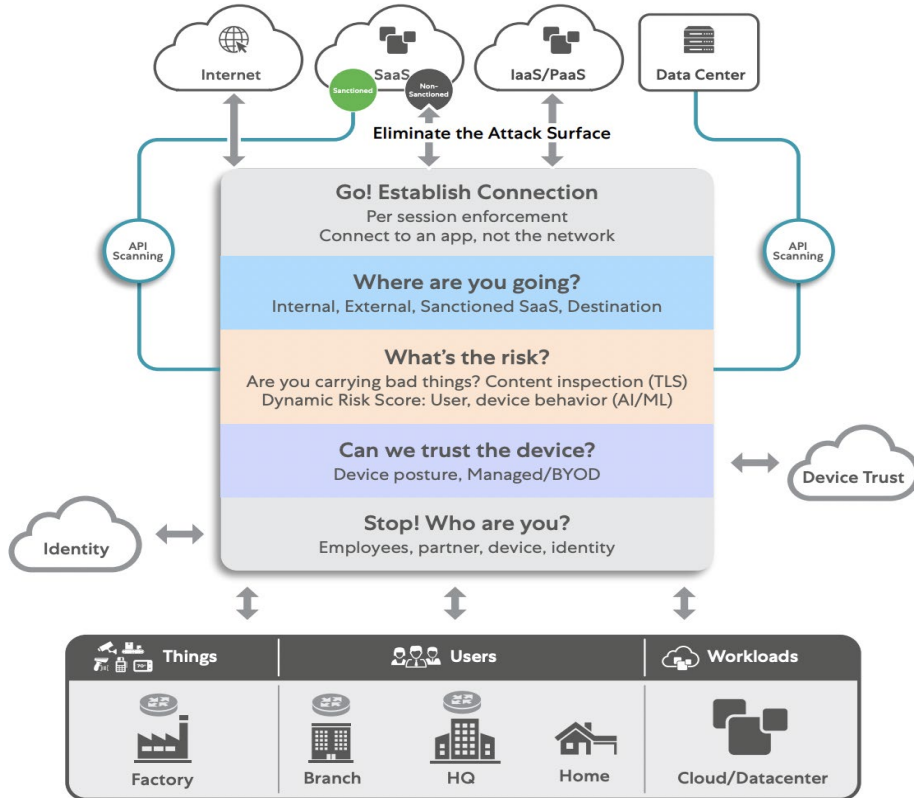 Internet
SaaS
IaaS/PaaS
Data Center
Sanctioned
Non-
Sanctioned
Eliminate the Attack Surface
Go! Establish Connection
Per session enforcement
Connect to an app, not the network
API
Scanning
API
Scanning
Where are you going?
Internal, External, Sanctioned SaaS, Destination
What's the risk?
Are you carrying bad things? Content inspection (TLS)
Dynamic Risk Score: User, device behavior (AI/ML)
Can we trust the device?
Device posture, Managed/BYOD
Device Trust
Stop! Who are you?
Employees, partner, device, identity
Identity
Things
Users
Workloads
Factory
Branch
HQ
Home
Cloud/Datacenter